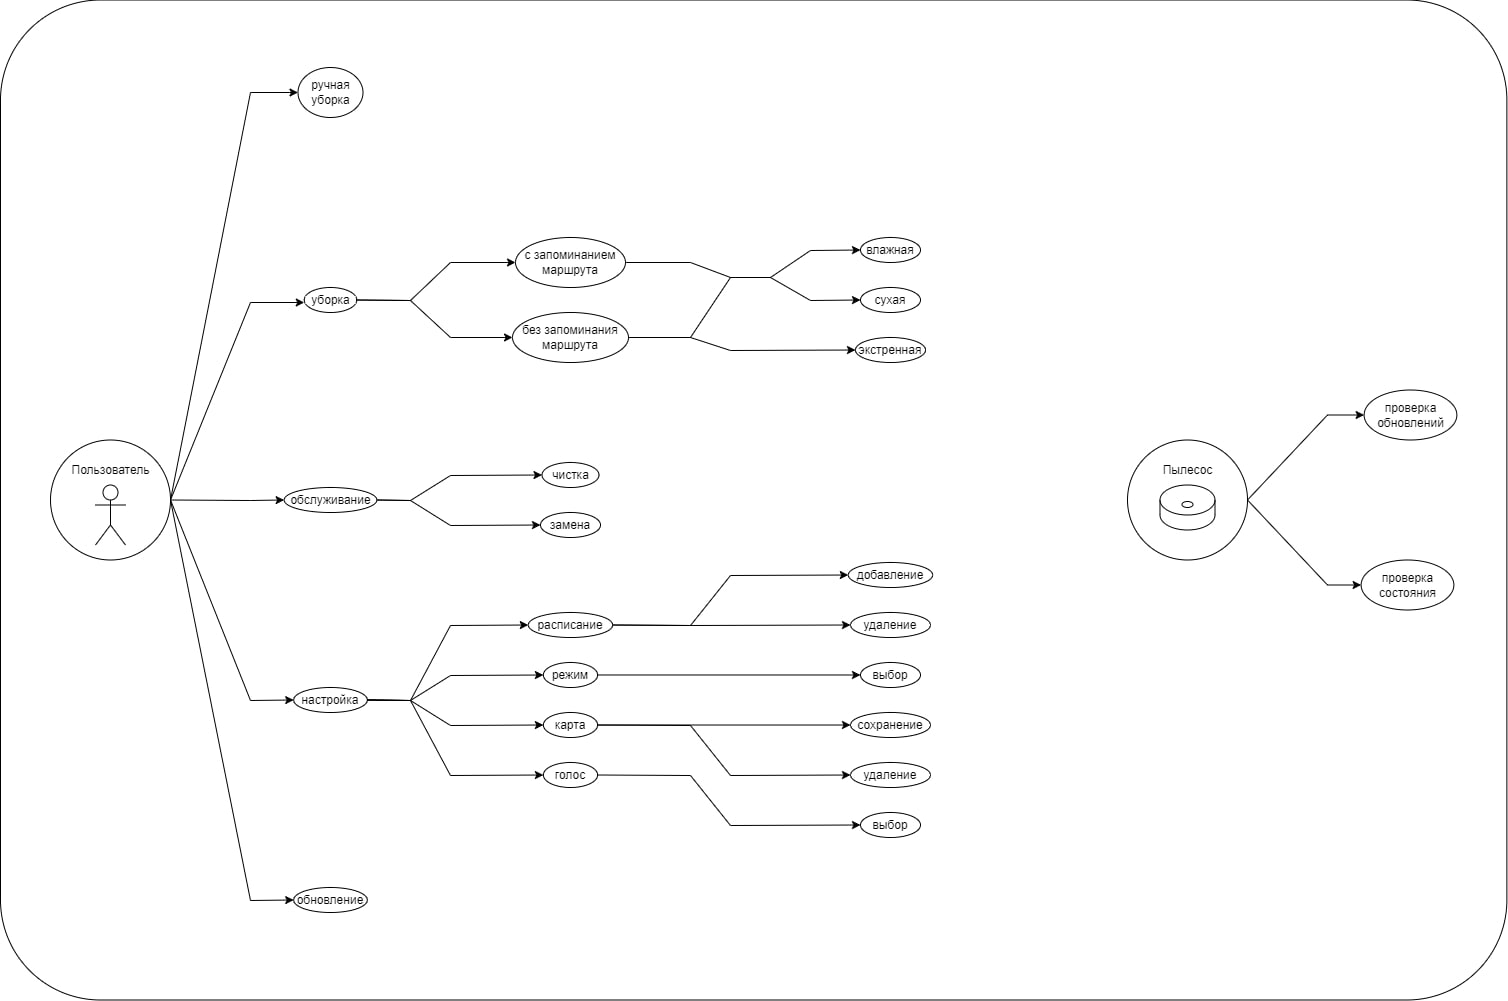 ручная
уборка
с запоминанием
маршрута
влажная
уборка
сухая
без запоминания
маршрута
экстренная
проверка
обновлений
Пользователь
Пылесос
чистка
обслуживание
замена
проверка
состояния
добавление
расписание
удаление
режим
выбор
настройка
карта
сохранение
голос
удаление
выбор
обновление